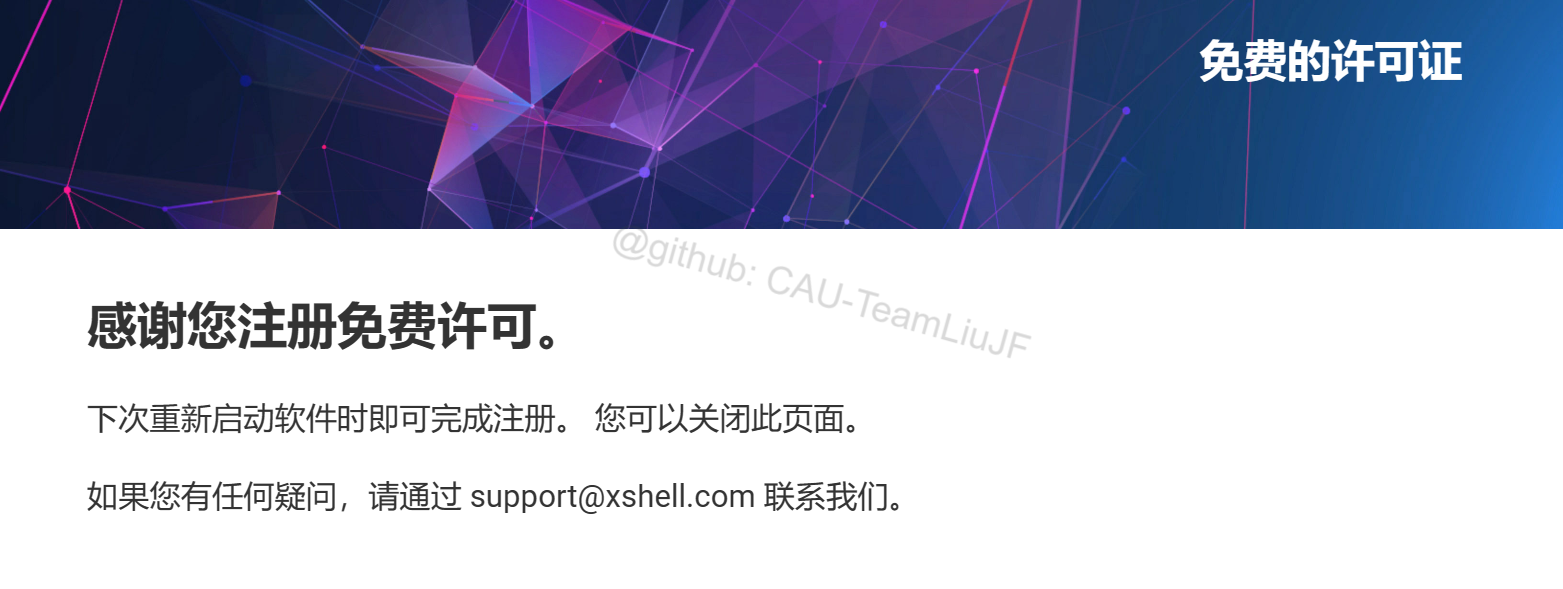 免费的许可证
@github: CAU-TeamLiuJF
感谢您注册免费许可。
下次重新启动软件时即可完成注册。 您可以关闭此页面。
如果您有任何疑问，请通过 support@xshell.com 联系我们。